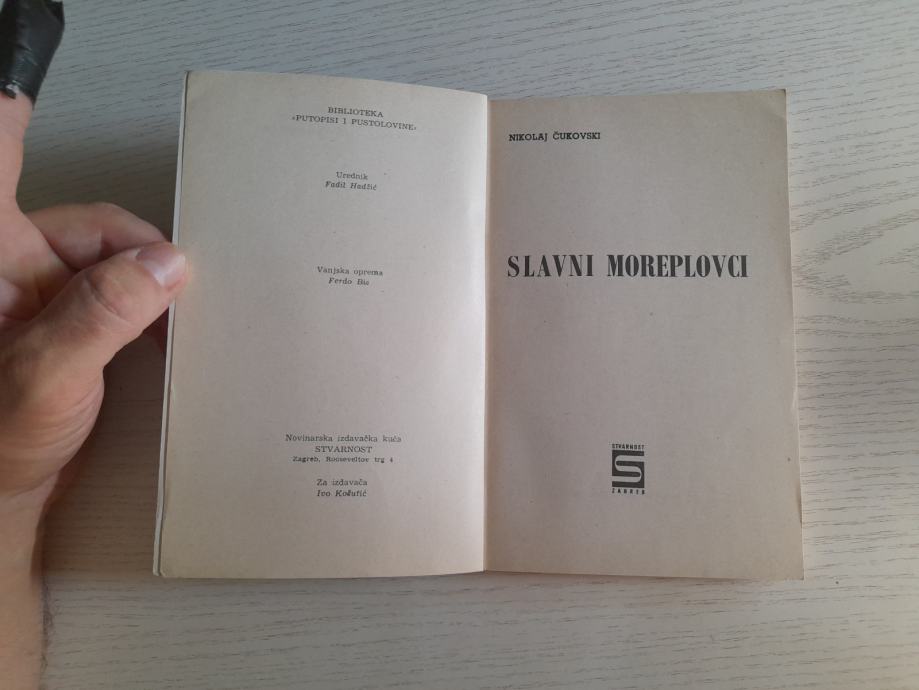 BIBLIOTEKA
»PUTOPISI I PUSTOLOVINE«
Urednik
Fadil Hadžić
Vanjska oprema
Ferdo Bis
Novinarska izdavačka kuća
STVARNOST
Zagreb, Rooseveltov trg 4
Za izdavača
Ivo Košutić
NIKOLAJ ČUKOVSKI
SLAVNI MOREPLOVCI
STVARNOST
S
ZAGREB